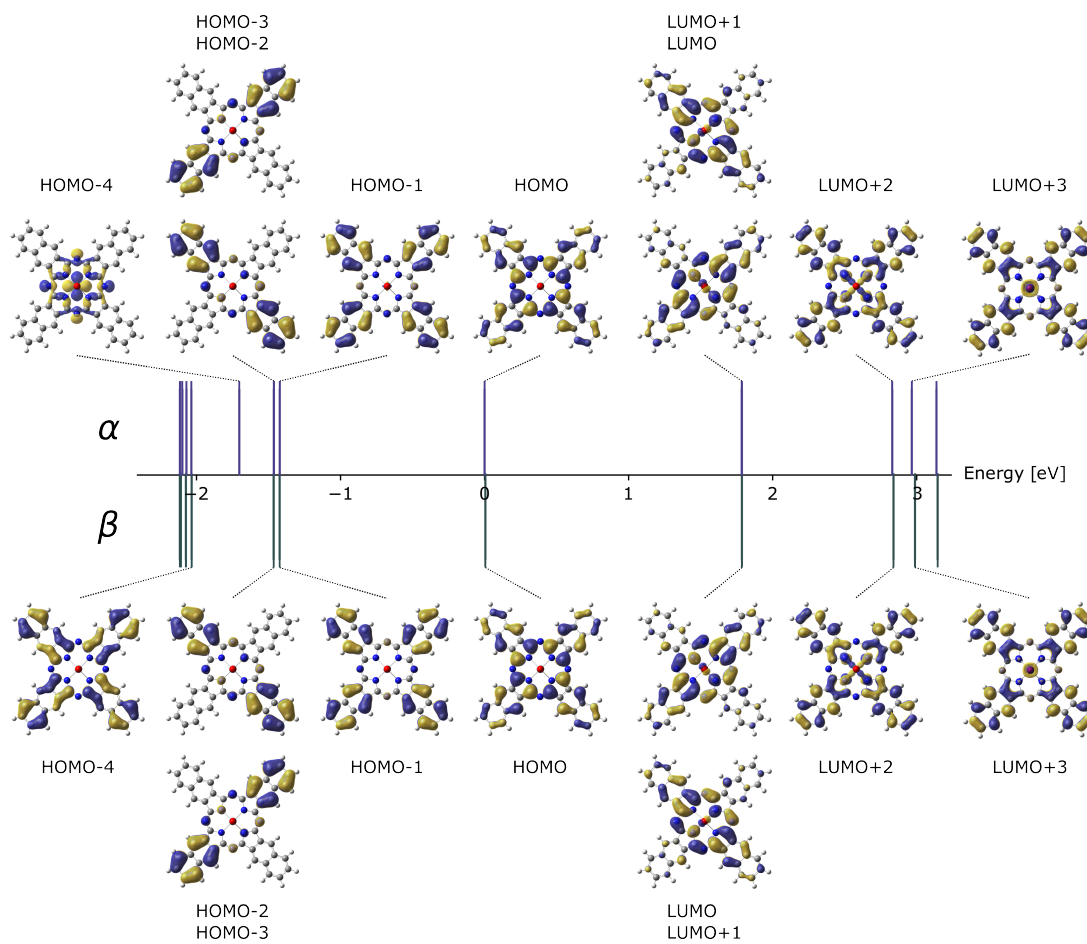 HOMO-3
HOMO-2
LUMO+1
LUMO
HOMO-4
HOMO-1
HOMO
LUMO+2
LUMO+3
α
−2
−1
0
1
2
3
Energy [eV]
β
HOMO-4
HOMO-1
HOMO
LUMO+2
LUMO+3
HOMO-2
HOMO-3
LUMO
LUMO+1